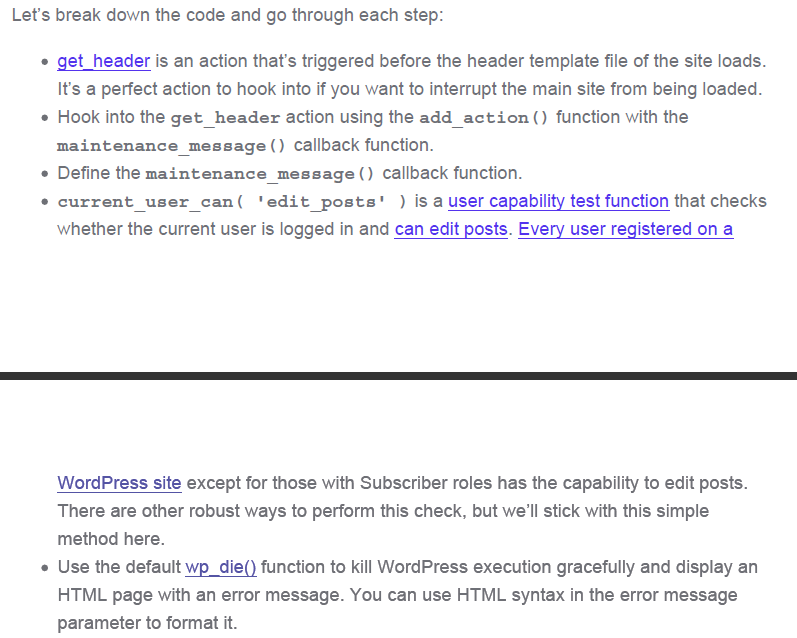 Let’s break down the code and go through each step:
• get_header is an action that’s triggered before the header template file of the site loads.
It’s a perfect action to hook into if you want to interrupt the main site from being loaded.
• Hook into the get_header action using the add_action() function with the
maintenance_message() callback function.
• Define the maintenance_message() callback function.
• current_user_can( 'edit_posts' ) is a user capability test function that checks
whether the current user is logged in and can edit posts. Every user registered on a
WordPress site except for those with Subscriber roles has the capability to edit posts.
There are other robust ways to perform this check, but we’ll stick with this simple
method here.
• Use the default wp_die() function to kill WordPress execution gracefully and display an
HTML page with an error message. You can use HTML syntax in the error message
parameter to format it.